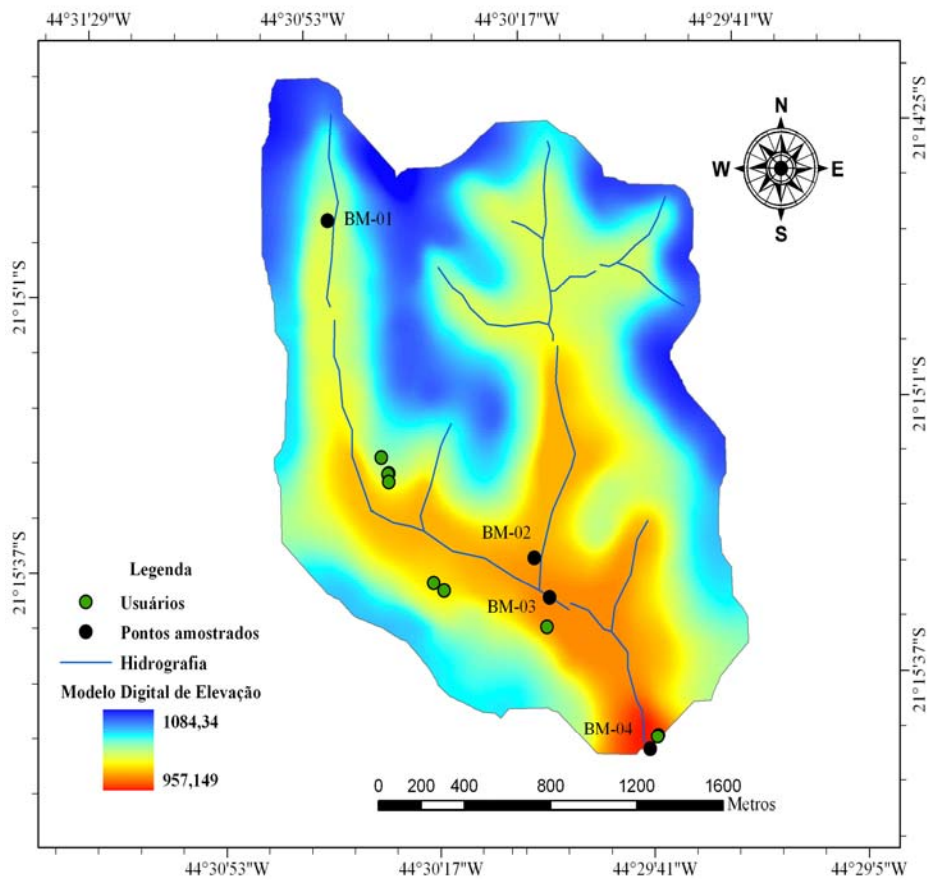 44°31'29"W 44°30'53"W 44°30'17"W 44°29'41"W
21°14'25"S
N
W E
S
BM-01
21°15'1"S
21°15'1"S
BM-02
21°15'37"S
BM-03
Legenda
Usuários
Pontos amostrados
Hidrografia
21°15'37"S
Modelo Digital de Elevação
1084,34
957,149
BM-04
0 200 400 800 1200 1600
Metros
44°30'53"W 44°30'17"W 44°29'41"W 44°29'5"W